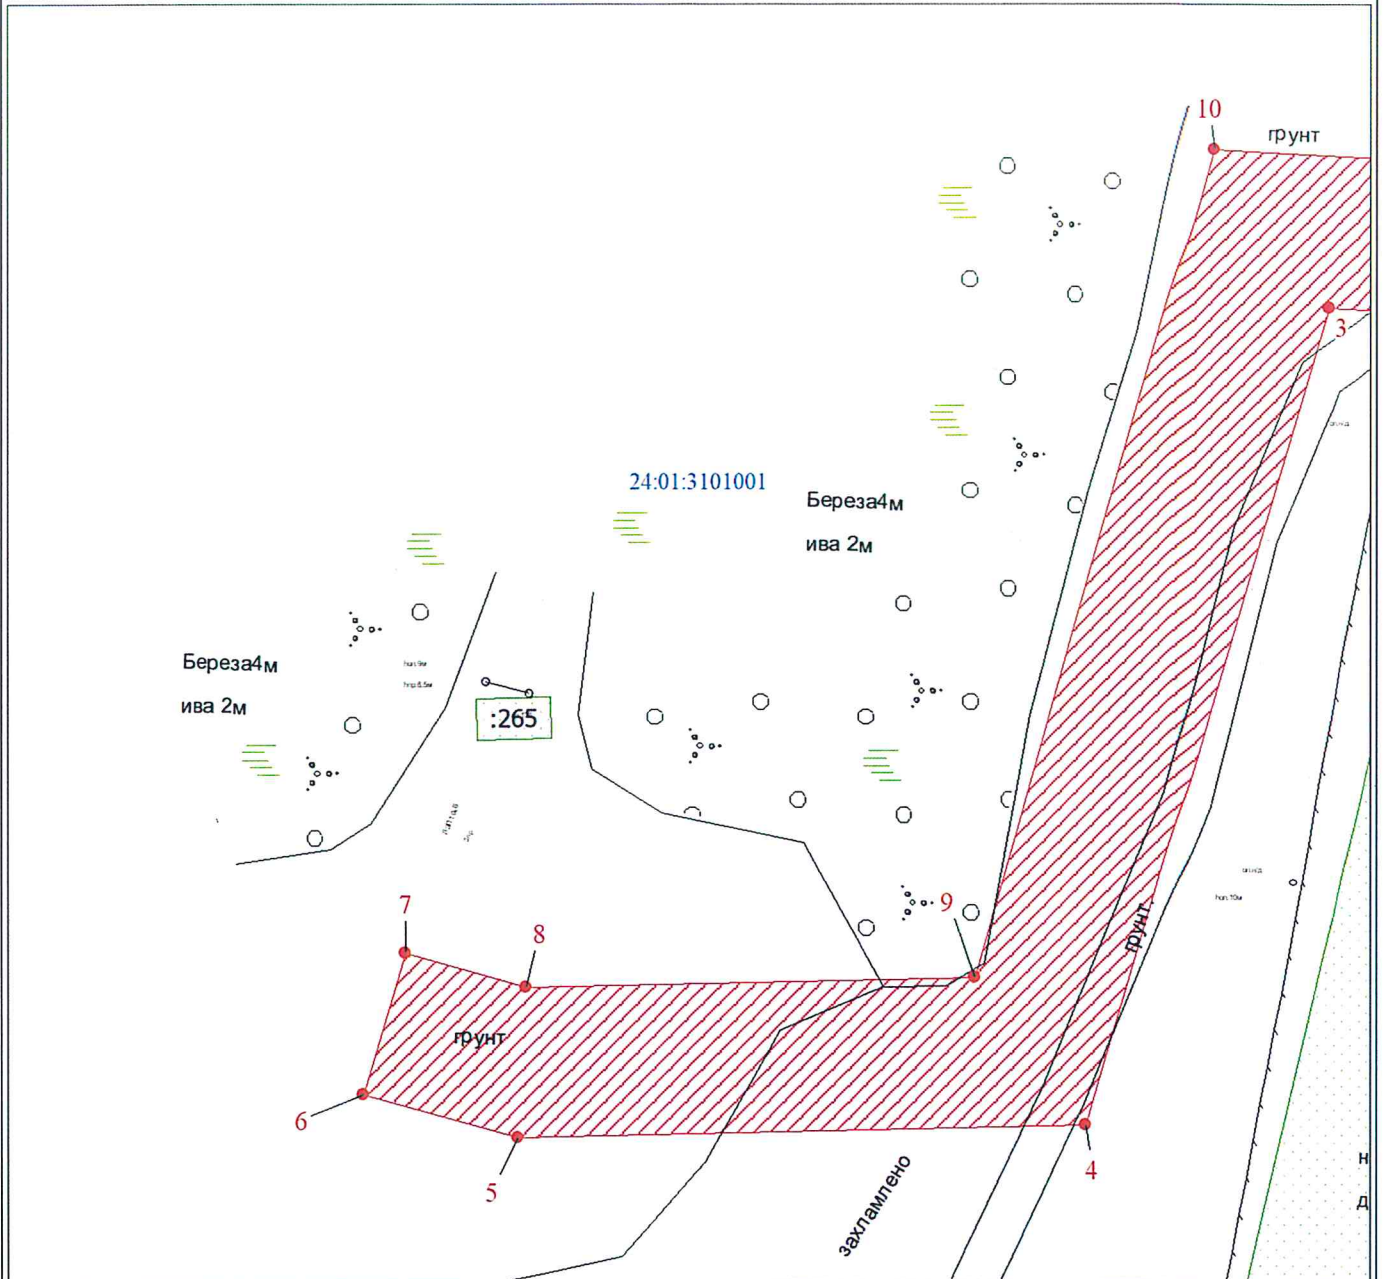 10
грунт
3
24:01:3101001
Береза4м
ива 2м
Береза4м
ива 2м
:265
7
8
9
грунт
грунт
6
5
4
захламлено
н
д